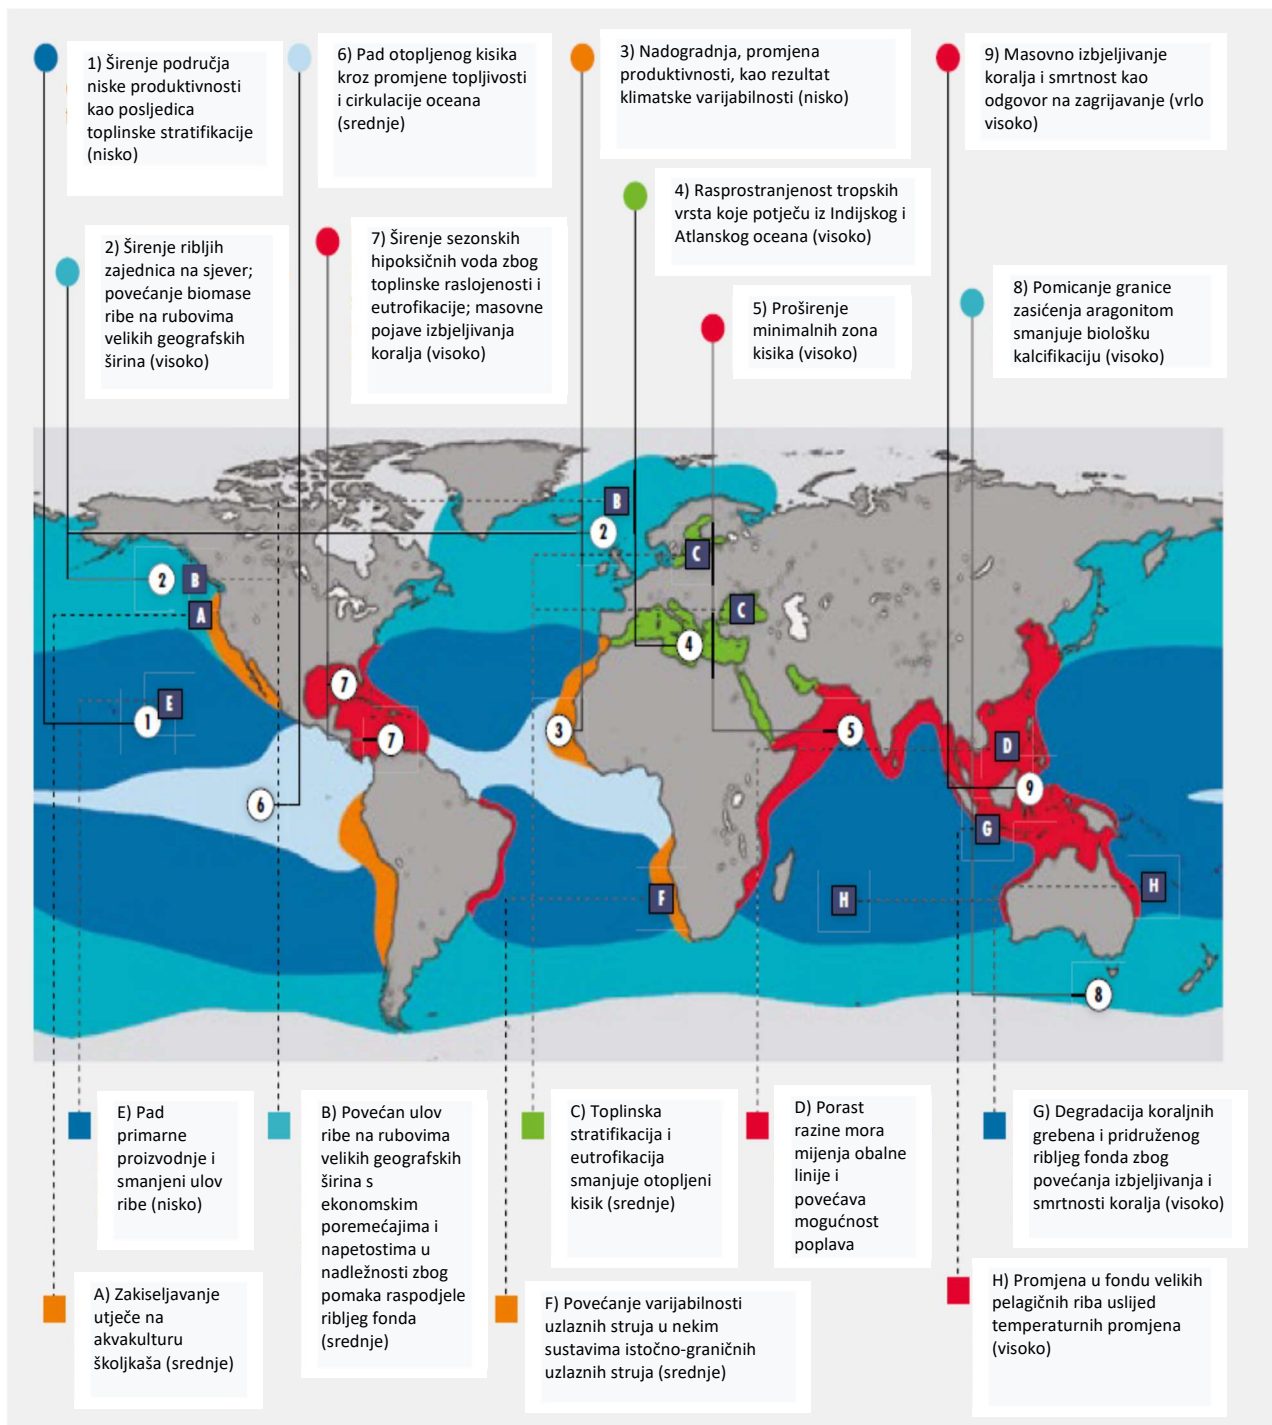 1) Širenje područja
niske produktivnosti
kao posljedica
toplinske stratifikacije
(nisko)
6) Pad otopljenog kisika
kroz promjene topljivosti
i cirkulacije oceana
(srednje)
3) Nadogradnja, promjena
produktivnosti, kao rezultat
klimatske varijabilnosti (nisko)
9) Masovno izbjeljivanje
koralja i smrtnost kao
odgovor na zagrijavanje (vrlo
visoko)
2) Širenje ribljih
zajednica na sjever;
povećanje biomase
ribe na rubovima
velikih geografskih
širina (visoko)
7) Širenje sezonskih
hipoksičnih voda zbog
toplinske raslojenosti i
eutrofikacije; masovne
pojave izbjeljivanja
koralja (visoko)
4) Rasprostranjenost tropskih
vrsta koje potječu iz Indijskog i
Atlanskog oceana (visoko)
5) Proširenje
minimalnih zona
kisika (visoko)
8) Pomicanje granice
zasićenja aragonitom
smanjuje biološku
kalcifikaciju (visoko)
B
2
C
2
B
A
C
4
7
E
1
3
5
7
D
9
6
G
H
F
H
8
E) Pad
primarne
proizvodnje i
smanjeni ulov
ribe (nisko)
B) Povećan ulov
ribe na rubovima
velikih geografskih
širina s
ekonomskim
poremećajima i
napetostima u
nadležnosti zbog
pomaka raspodjele
ribljeg fonda
(srednje)
C) Toplinska
stratifikacija i
eutrofikacija
smanjuje otopljeni
kisik (srednje)
D) Porast
razine mora
mijenja obalne
linije i
povećava
mogućnost
poplava
G) Degradacija koraljnih
grebena i pridruženog
ribljeg fonda zbog
povećanja izbjeljivanja i
smrtnosti koralja (visoko)
A) Zakiseljavanje
utječe na
akvakulturu
školjkaša (srednje)
F) Povećanje varijabilnosti
uzlaznih struja u nekim
sustavima istočno-graničnih
uzlaznih struja (srednje)
H) Promjena u fondu velikih
pelagičnih riba uslijed
temperaturnih promjena
(visoko)